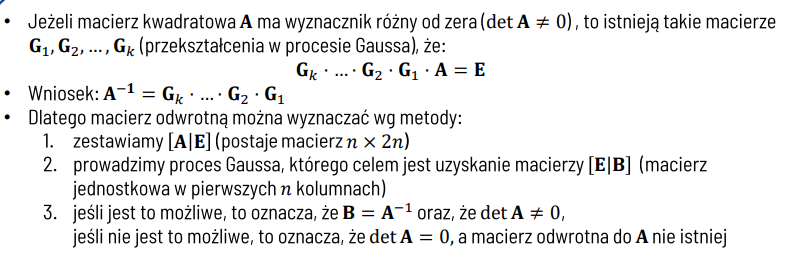 • Jeżeli macierz kwadratowa A ma wyznacznik różny od zera (det A ≠ 0), to istnieją takie macierze
G₁, G₂, …, Gₖ (przekształcenia w procesie Gaussa), że:
Gₖ · … · G₂ · G₁ · A = E
• Wniosek: A⁻¹ = Gₖ · … · G₂ · G₁
• Dlatego macierz odwrotną można wyznaczać wg metody:
1. zestawiamy [A|E] (postaje macierz n × 2n)
2. prowadzimy proces Gaussa, którego celem jest uzyskanie macierzy [E|B] (macierz
jednostkowa w pierwszych n kolumnach)
3. jeśli jest to możliwe, to oznacza, że B = A⁻¹ oraz, że det A ≠ 0,
jeśli nie jest to możliwe, to oznacza, że det A = 0, a macierz odwrotna do A nie istniej